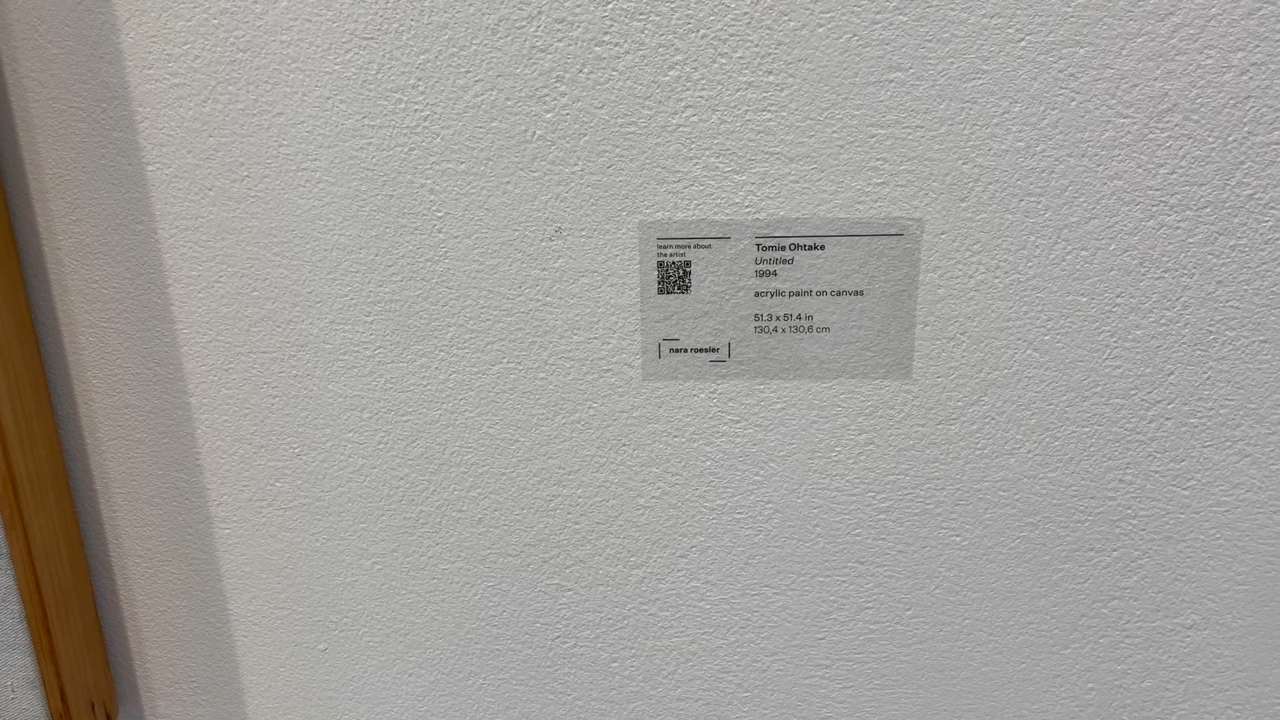 learn more about
the artist
nara roesler
Tomie Ohtake
Untitled
1994
acrylic paint on canvas
51.3 x 51.4 in
130,4 x 130,6 cm